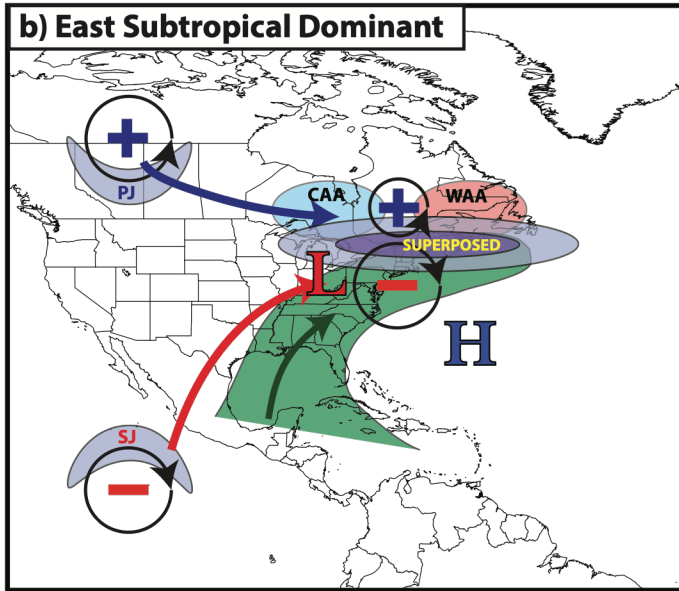 b) East Subtropical Dominant
+
PJ
CAA
+
WAA
SUPERPOSED
L
−
H
SJ
−